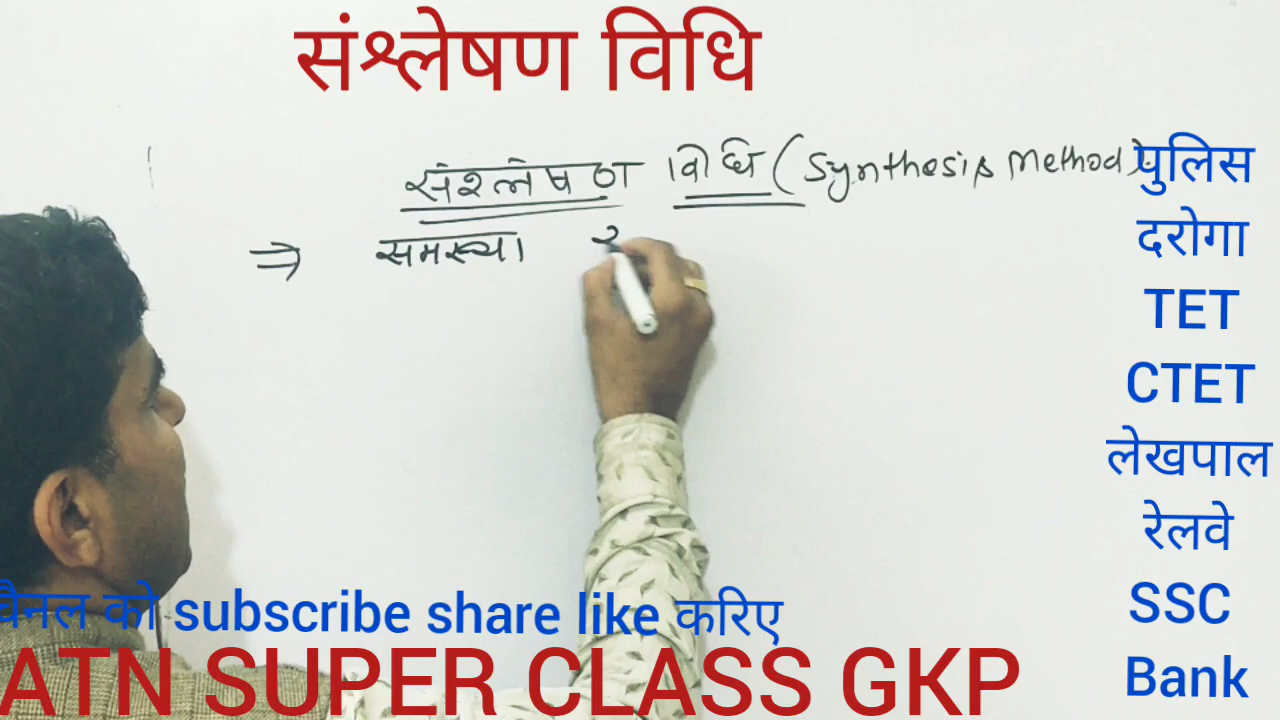 संश्लेषण विधि
संश्लेषण विधि (Synthesis Method)
⇒ समस्या
पुलिस
दरोगा
TET
CTET
लेखपाल
रेलवे
SSC
Bank
चैनल को subscribe share like करिए
ATN SUPER CLASS GKP